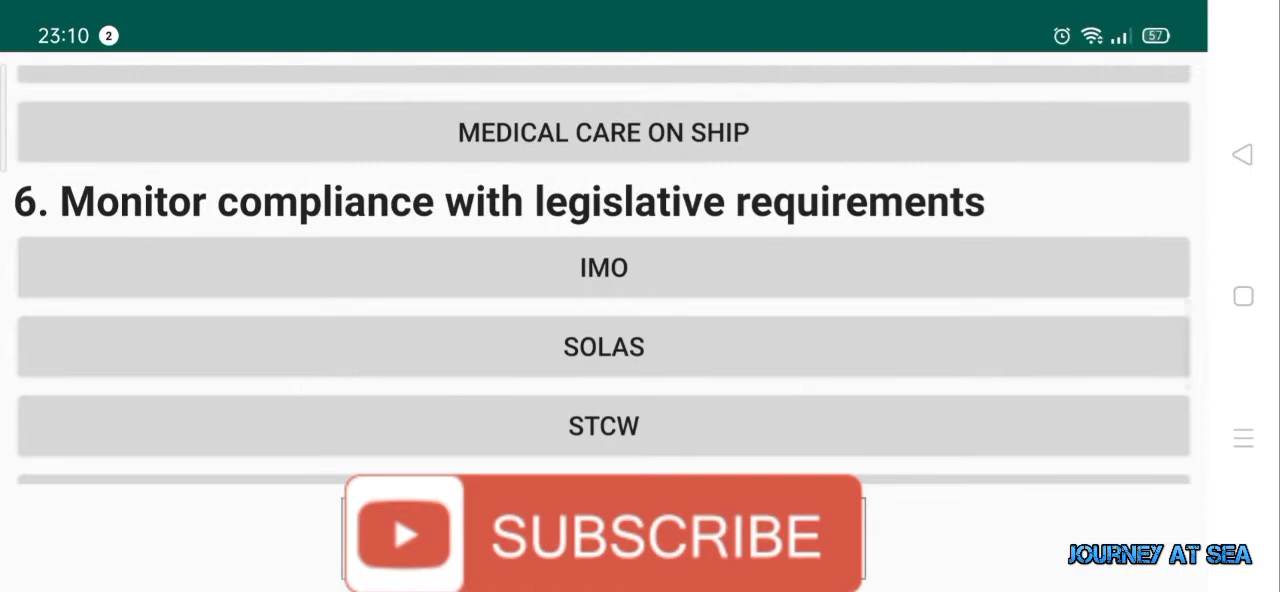 23:10 2
57
MEDICAL CARE ON SHIP
6. Monitor compliance with legislative requirements
IMO
SOLAS
STCW
SUBSCRIBE
JOURNEY AT SEA